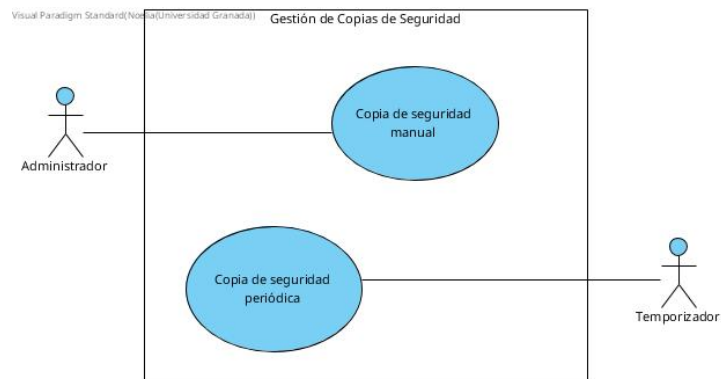 Visual Paradigm Standard(Noelia(Universidad Granada))
Gestión de Copias de Seguridad
Copia de seguridad
manual
Administrador
Copia de seguridad
periódica
Temporizador